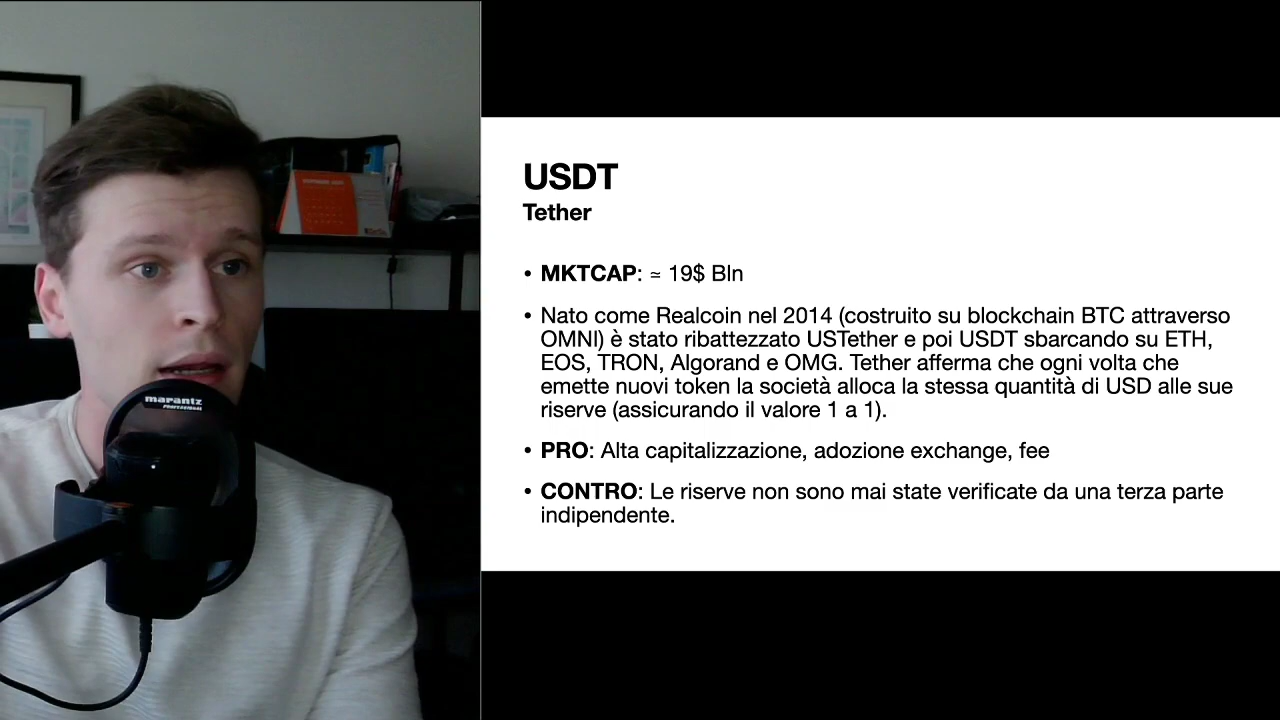 marantz
PROFESSIONAL
USDT
Tether
• MKTCAP: ≃ 19$ Bln
• Nato come Realcoin nel 2014 (costruito su blockchain BTC attraverso
OMNI) è stato ribattezzato USTether e poi USDT sbarcando su ETH,
EOS, TRON, Algorand e OMG. Tether afferma che ogni volta che
emette nuovi token la società alloca la stessa quantità di USD alle sue
riserve (assicurando il valore 1 a 1).
• PRO: Alta capitalizzazione, adozione exchange, fee
• CONTRO: Le riserve non sono mai state verificate da una terza parte
indipendente.